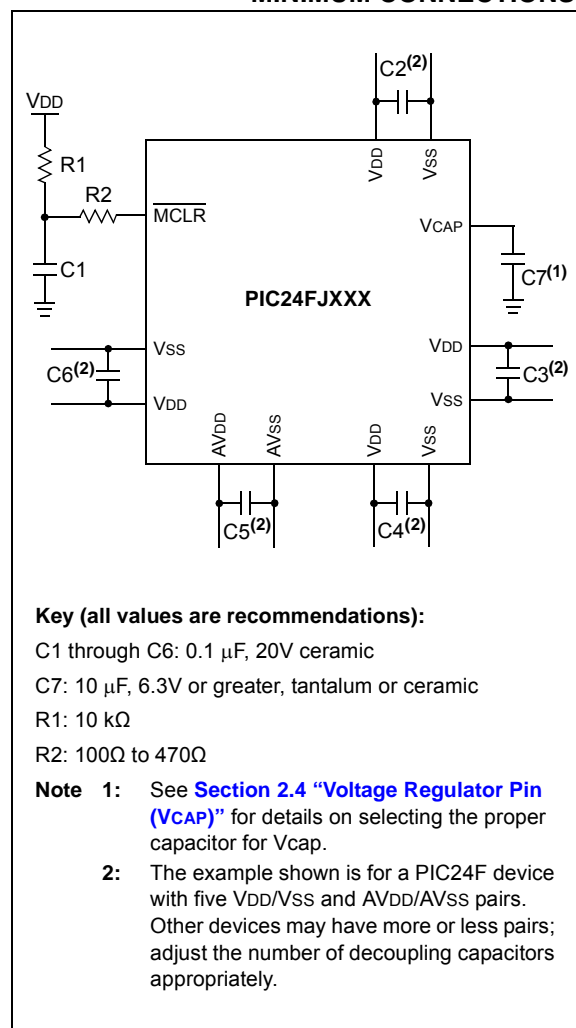 C2(2)
VDD
R1
R2
C1
VDD
VSS
MCLR
VCAP
C7(1)
PIC24FJXXX
VSS
VDD
C6(2)
C3(2)
VDD
VSS
AVDD
AVSS
VDD
VSS
C5(2)
C4(2)
Key (all values are recommendations):
C1 through C6: 0.1 μF, 20V ceramic
C7: 10 μF, 6.3V or greater, tantalum or ceramic
R1: 10 kΩ
R2: 100Ω to 470Ω
Note 1: See Section 2.4 “Voltage Regulator Pin
(VCAP)” for details on selecting the proper
capacitor for Vcap.
2: The example shown is for a PIC24F device
with five VDD/VSS and AVDD/AVSS pairs.
Other devices may have more or less pairs;
adjust the number of decoupling capacitors
appropriately.